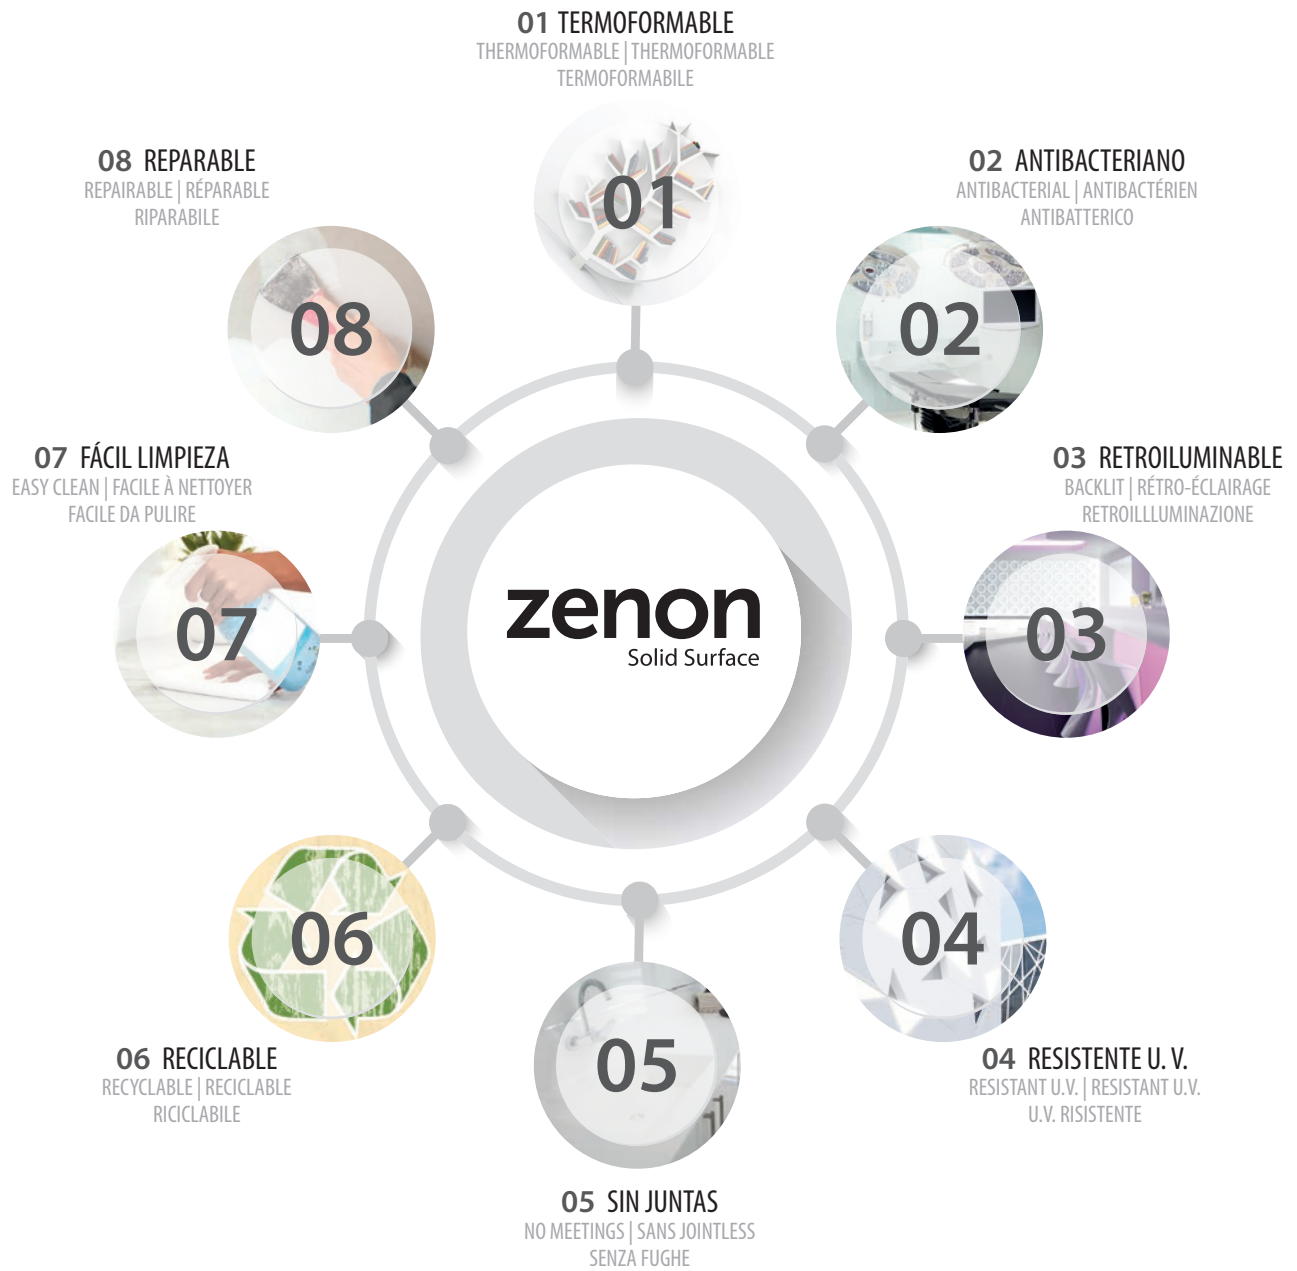 01 TERMOFORMABLE
THERMOFORMABLE | THERMOFORMABLE
TERMOFORMABILE
01
02 ANTIBACTERIANO
ANTIBACTERIAL | ANTIBACTÉRIEN
ANTIBATTERICO
02
03 RETROILUMINABLE
BACKLIT | RÉTRO-ÉCLAIRAGE
RETROILLLUMINAZIONE
03
04
04 RESISTENTE U. V.
RESISTANT U.V. | RESISTANT U.V.
U.V. RISISTENTE
05
05 SIN JUNTAS
NO MEETINGS | SANS JOINTLESS
SENZA FUGHE
06
06 RECICLABLE
RECYCLABLE | RECICLABLE
RICICLABILE
07 FÁCIL LIMPIEZA
EASY CLEAN | FACILE À NETTOYER
FACILE DA PULIRE
07
08 REPARABLE
REPAIRABLE | RÉPARABLE
RIPARABILE
08
zenon
Solid Surface